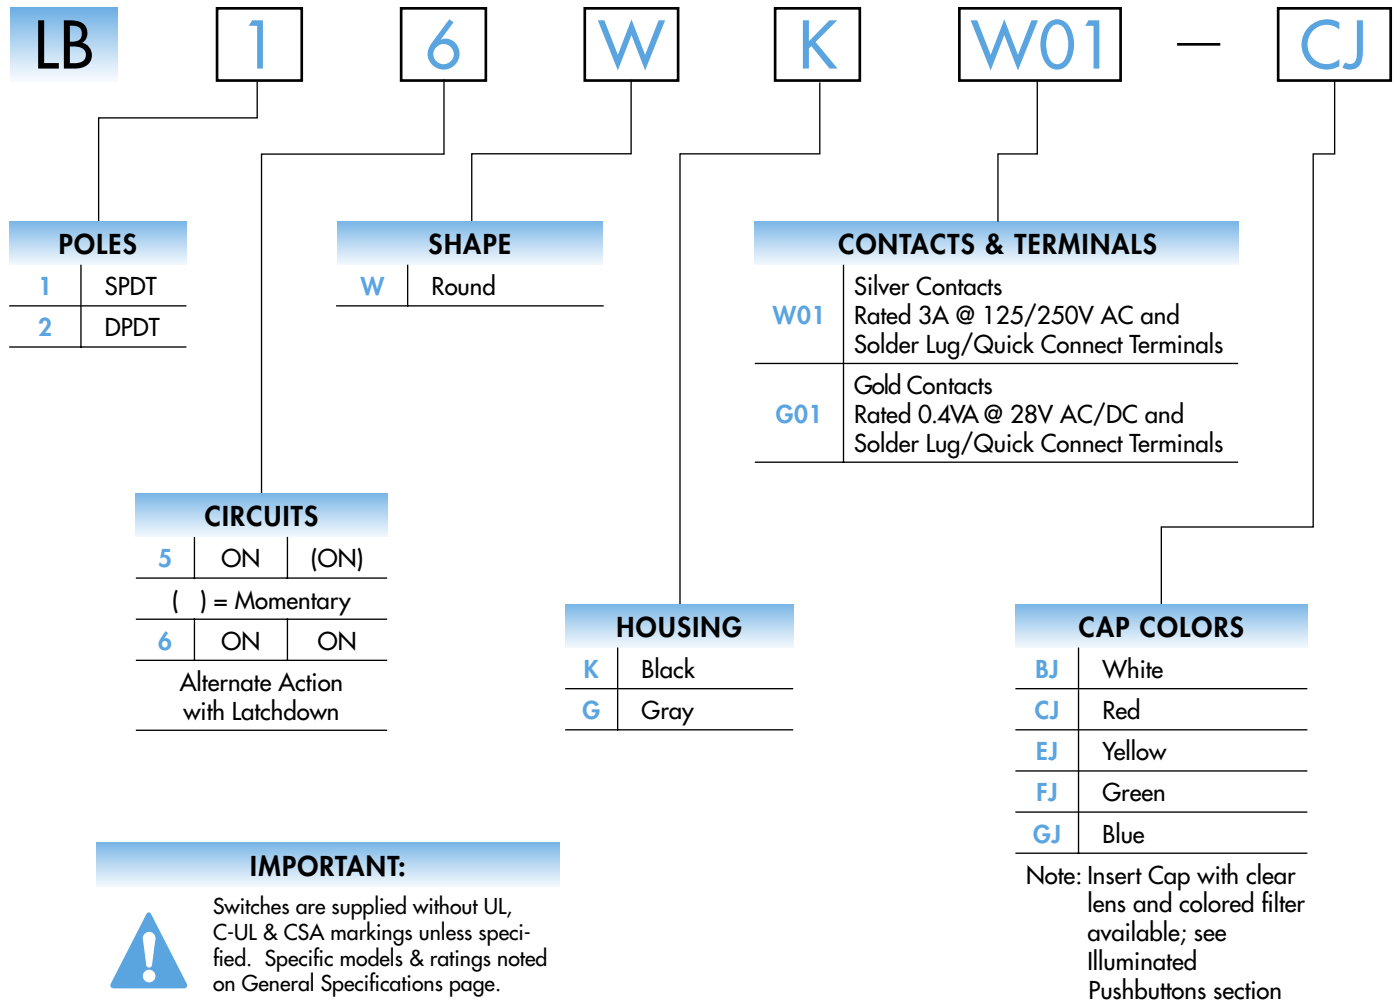 LB 1 6 W K W01 — CJ
POLES
1 SPDT
2 DPDT
SHAPE
W Round
CONTACTS & TERMINALS
W01 Silver Contacts
Rated 3A @ 125/250V AC and
Solder Lug/Quick Connect Terminals
G01 Gold Contacts
Rated 0.4VA @ 28V AC/DC and
Solder Lug/Quick Connect Terminals
CIRCUITS
5 ON (ON)
( ) = Momentary
6 ON ON
Alternate Action
with Latchdown
HOUSING
K Black
G Gray
CAP COLORS
BJ White
CJ Red
EJ Yellow
FJ Green
GJ Blue
Note: Insert Cap with clear
lens and colored filter
available; see
Illuminated
Pushbuttons section
IMPORTANT:
Switches are supplied without UL,
C-UL & CSA markings unless speci-
fied. Specific models & ratings noted
on General Specifications page.